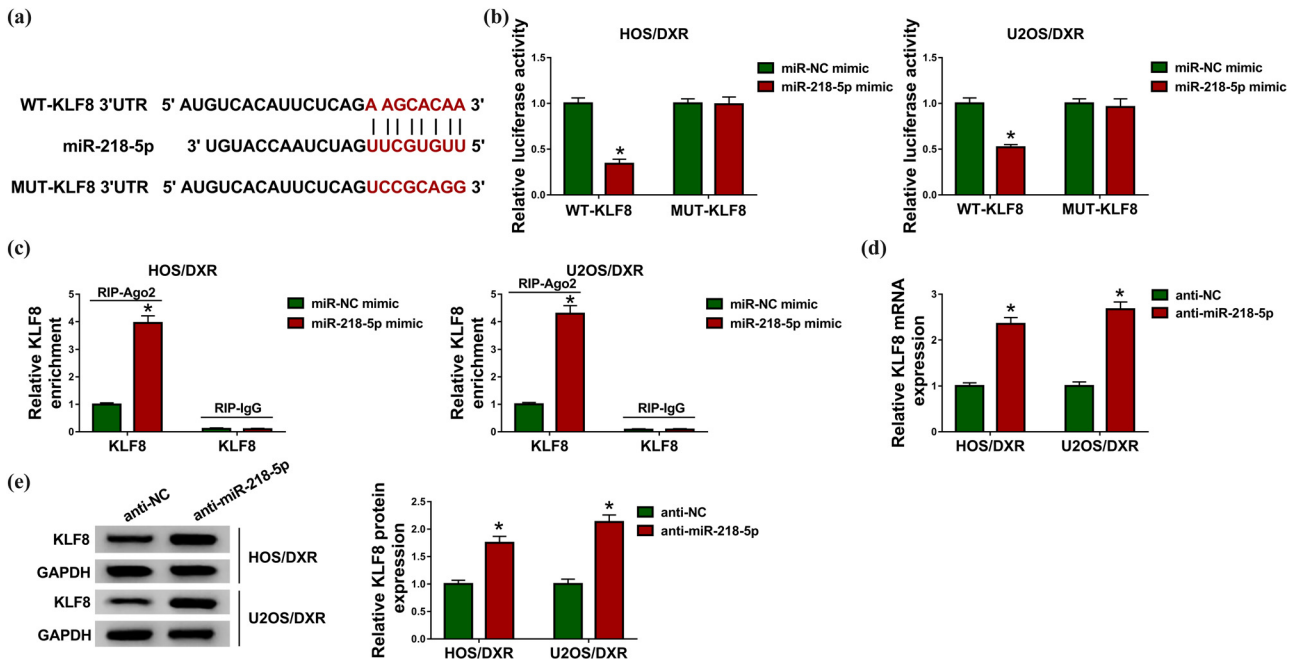 (a)
WT-KLF8 3'UTR 5' AUGUCACAUUCUCAGA AGCACAA 3'
miR-218-5p 3' UGUACCAAUCUAGUUCGUGUU 5'
MUT-KLF8 3'UTR 5' AUGUCACAUUCUCAGUCCGCAGG 3'
(b)
HOS/DXR
Relative luciferase activity
1.5
1.0
0.5
0.0
*
WT-KLF8 MUT-KLF8
miR-NC mimic
miR-218-5p mimic
U2OS/DXR
Relative luciferase activity
1.5
1.0
0.5
0.0
*
WT-KLF8 MUT-KLF8
miR-NC mimic
miR-218-5p mimic
(c)
HOS/DXR
Relative KLF8
enrichment
5
4
3
2
1
0
RIP-Ago2
*
RIP-IgG
KLF8 KLF8
miR-NC mimic
miR-218-5p mimic
U2OS/DXR
Relative KLF8
enrichment
5
4
3
2
1
0
RIP-Ago2
*
RIP-IgG
KLF8 KLF8
miR-NC mimic
miR-218-5p mimic
(d)
Relative KLF8 mRNA
expression
3
2
1
0
* *
HOS/DXR U2OS/DXR
anti-NC
anti-miR-218-5p
(e)
anti-NC anti-miR-218-5p
KLF8
GAPDH
HOS/DXR
KLF8
GAPDH
U2OS/DXR
Relative KLF8 protein
expression
2.5
2.0
1.5
1.0
0.5
0.0
* *
HOS/DXR U2OS/DXR
anti-NC
anti-miR-218-5p